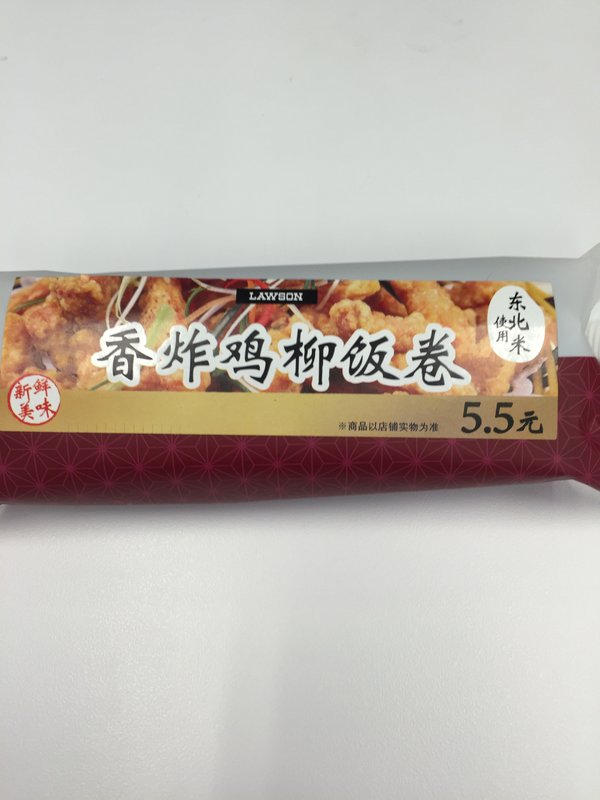 LAWSON
香炸鸡柳饭卷
使用
东北米
新鲜
美味
※商品以店铺实物为准
5.5元